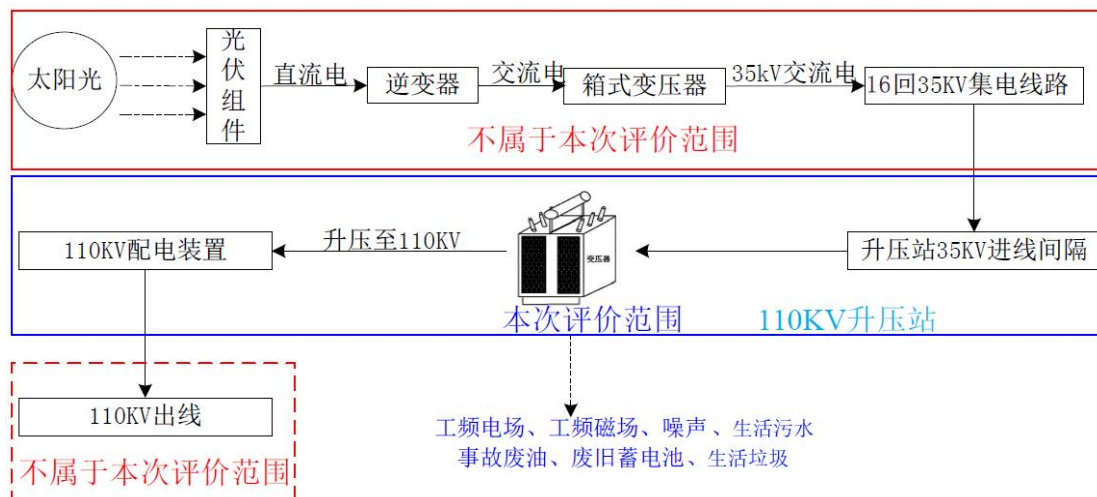 太阳光
光伏组件
直流电
逆变器
交流电
箱式变压器
35kV交流电
16回35KV集电线路
不属于本次评价范围
110KV配电装置
升压至110KV
变压器
升压站35KV进线间隔
本次评价范围
110KV升压站
110KV出线
不属于本次评价范围
工频电场、工频磁场、噪声、生活污水
事故废油、废旧蓄电池、生活垃圾